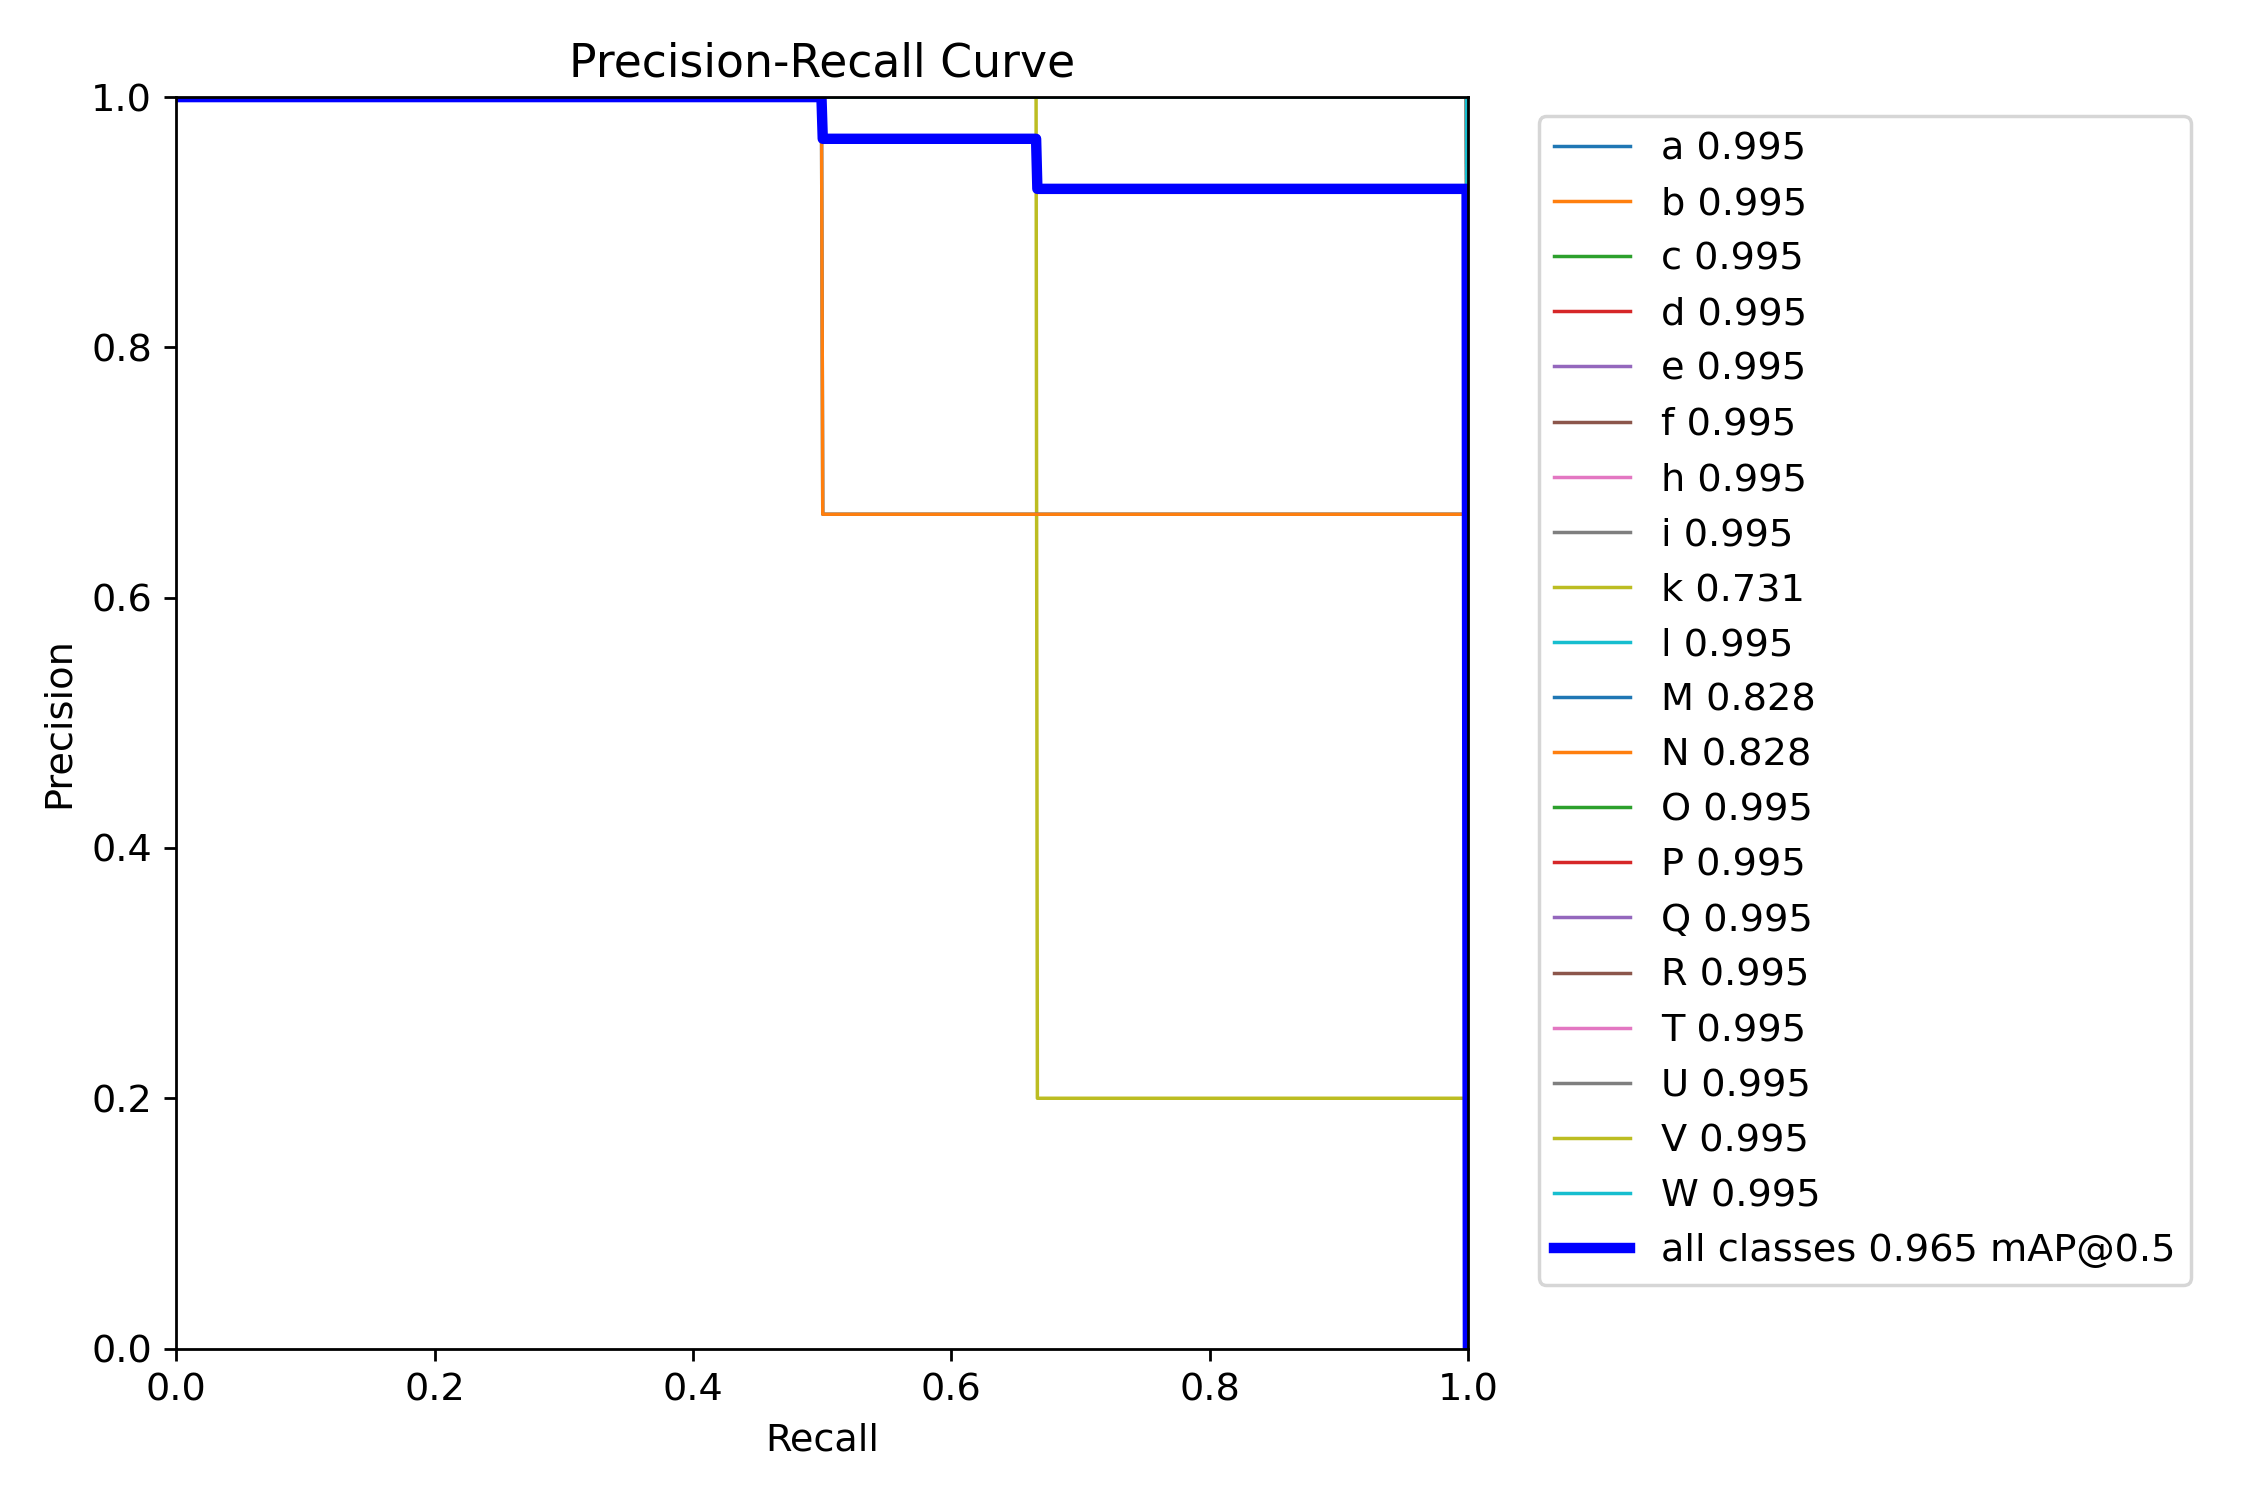 Precision-Recall Curve
1.0
0.8
0.6
0.4
0.2
0.0
Precision
0.0 0.2 0.4 0.6 0.8 1.0
Recall
a 0.995
b 0.995
c 0.995
d 0.995
e 0.995
f 0.995
h 0.995
i 0.995
k 0.731
l 0.995
M 0.828
N 0.828
O 0.995
P 0.995
Q 0.995
R 0.995
T 0.995
U 0.995
V 0.995
W 0.995
all classes 0.965 mAP@0.5